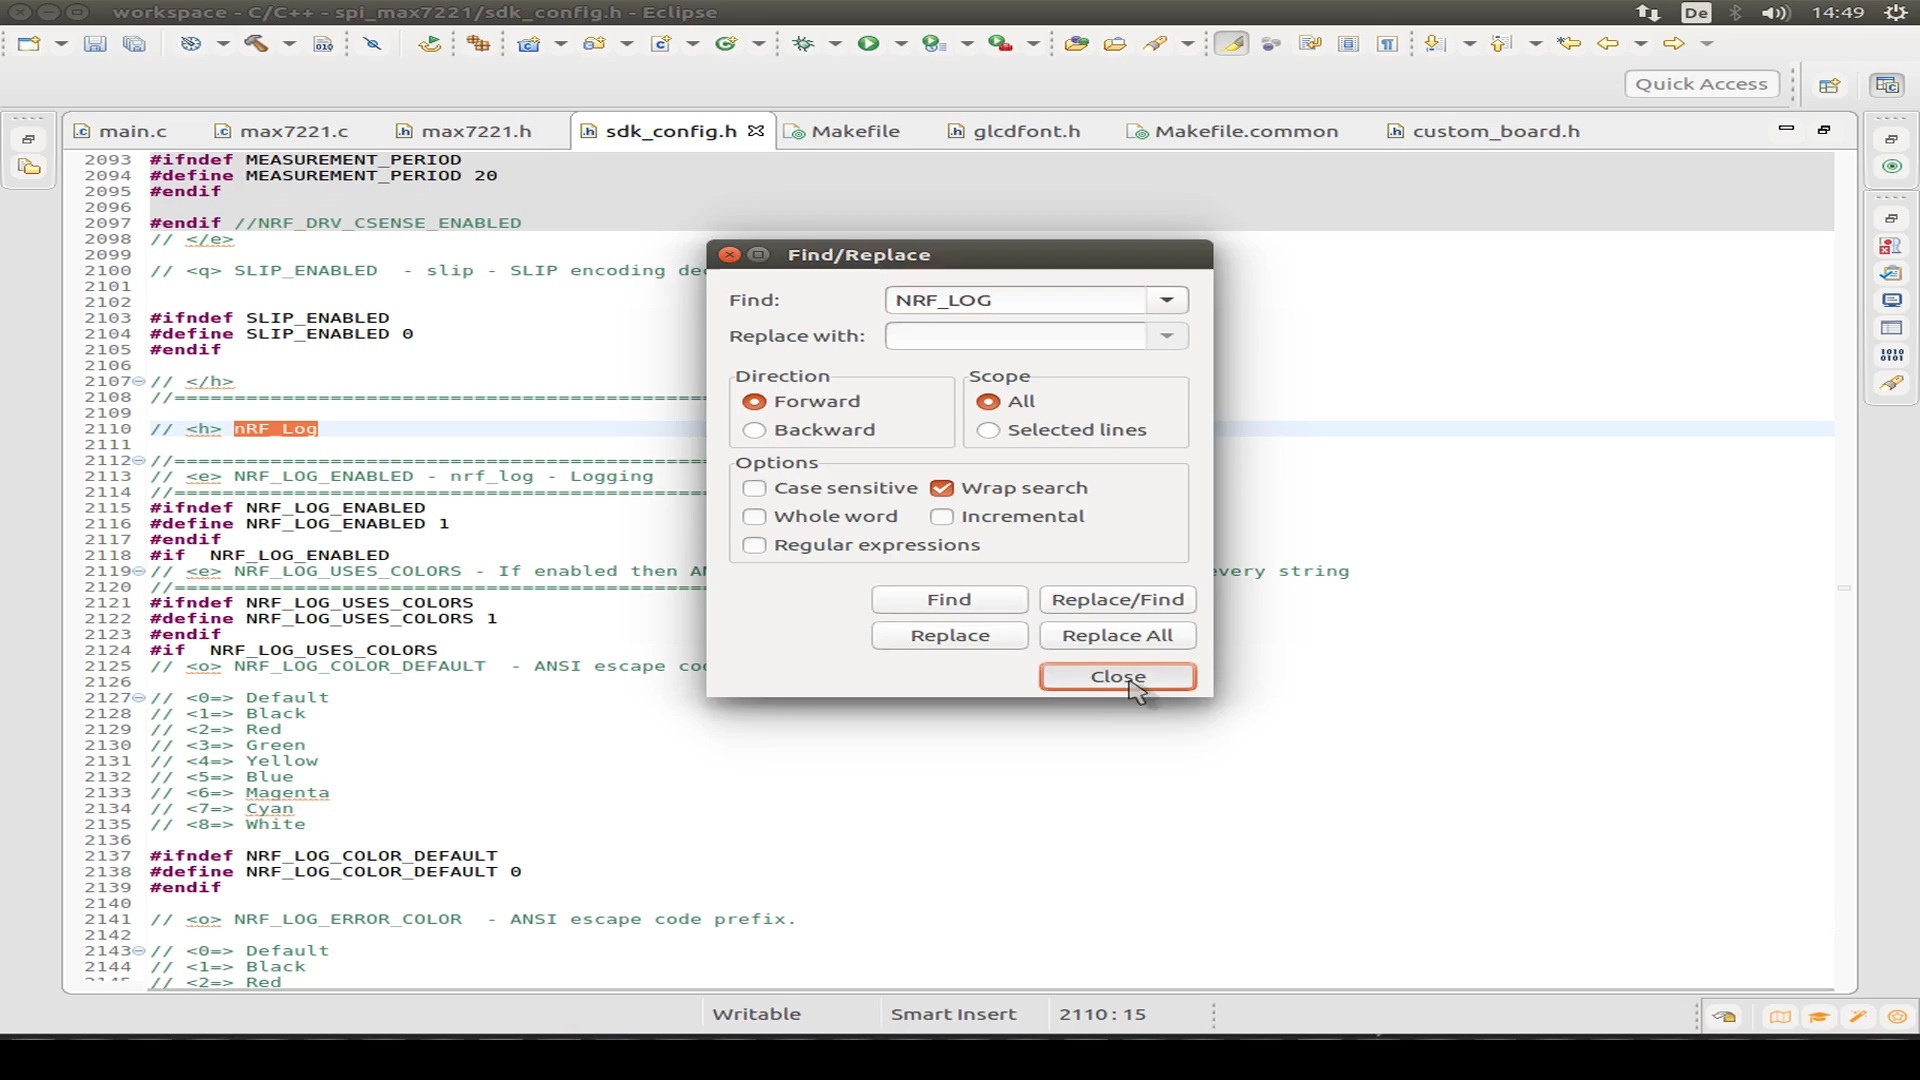 workspace - C/C++ - spi_max7221/sdk_config.h - Eclipse
De
14:49
Quick Access
main.c
max7221.c
max7221.h
sdk_config.h
Makefile
glcdfont.h
Makefile.common
custom_board.h
2093 #ifndef MEASUREMENT_PERIOD
2094 #define MEASUREMENT_PERIOD 20
2095 #endif
2096
2097 #endif //NRF_DRV_CSENSE_ENABLED
2098 // </e>
2099
2100 // <q> SLIP_ENABLED  - slip - SLIP encoding de
2101
2102
2103 #ifndef SLIP_ENABLED
2104 #define SLIP_ENABLED 0
2105 #endif
2106
2107 // </h>
2108 //==============================================
2109
2110 // <h> nRF_Log
2111
2112 //==============================================
2113 // <e> NRF_LOG_ENABLED - nrf_log - Logging
2114 //==============================================
2115 #ifndef NRF_LOG_ENABLED
2116 #define NRF_LOG_ENABLED 1
2117 #endif
2118 #if  NRF_LOG_ENABLED
2119 // <e> NRF_LOG_USES_COLORS - If enabled then every string
2120 //==============================================
2121 #ifndef NRF_LOG_USES_COLORS
2122 #define NRF_LOG_USES_COLORS 1
2123 #endif
2124 #if  NRF_LOG_USES_COLORS
2125 // <o> NRF_LOG_COLOR_DEFAULT  - ANSI escape co
2126
2127 // <0=> Default
2128 // <1=> Black
2129 // <2=> Red
2130 // <3=> Green
2131 // <4=> Yellow
2132 // <5=> Blue
2133 // <6=> Magenta
2134 // <7=> Cyan
2135 // <8=> White
2136
2137 #ifndef NRF_LOG_COLOR_DEFAULT
2138 #define NRF_LOG_COLOR_DEFAULT 0
2139 #endif
2140
2141 // <o> NRF_LOG_ERROR_COLOR  - ANSI escape code prefix.
2142
2143 // <0=> Default
2144 // <1=> Black
2145 // <2=> Red
Find/Replace
Find: NRF_LOG
Replace with:
Direction
Forward
Backward
Scope
All
Selected lines
Options
Case sensitive
Wrap search
Whole word
Incremental
Regular expressions
Find
Replace/Find
Replace
Replace All
Close
Writable
Smart Insert
2110 : 15